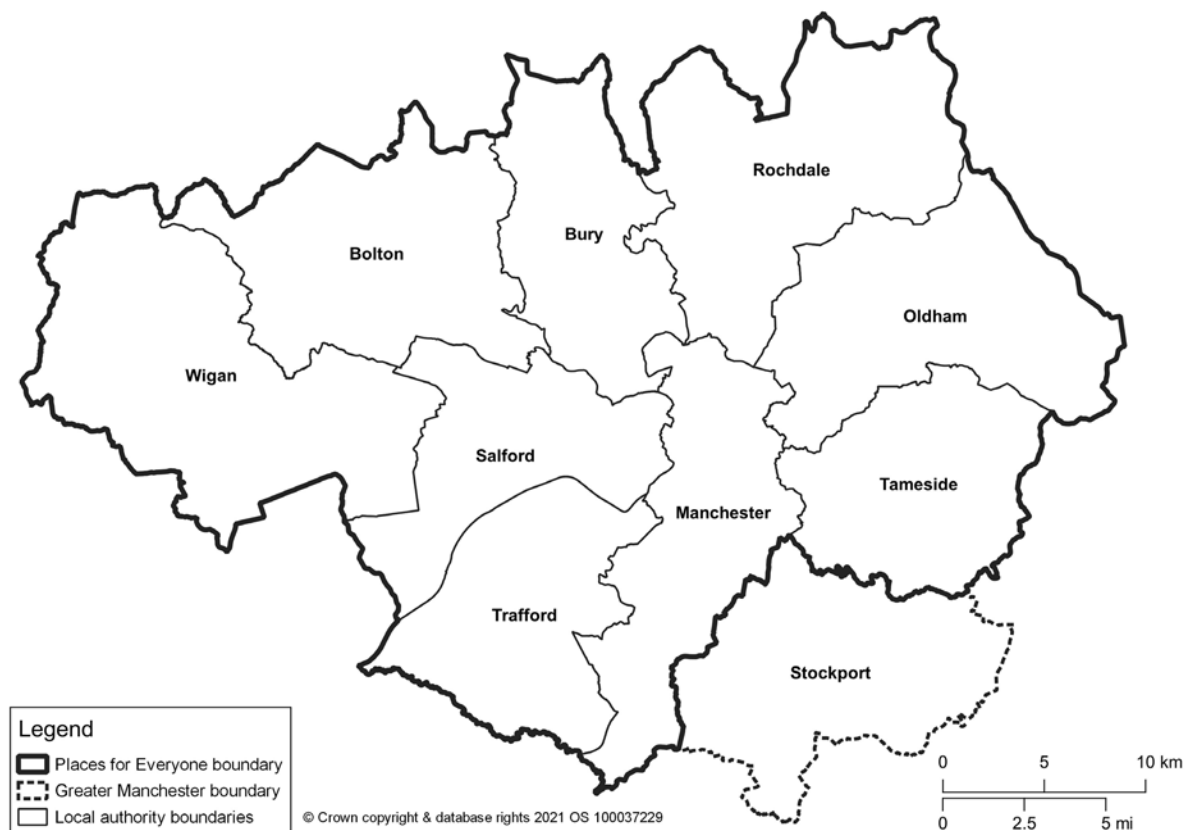 Rochdale
Bury
Bolton
Oldham
Wigan
Salford
Tameside
Manchester
Trafford
Stockport
Legend
Places for Everyone boundary
Greater Manchester boundary
Local authority boundaries
© Crown copyright & database rights 2021 OS 100037229
0 5 10 km
0 2.5 5 mi